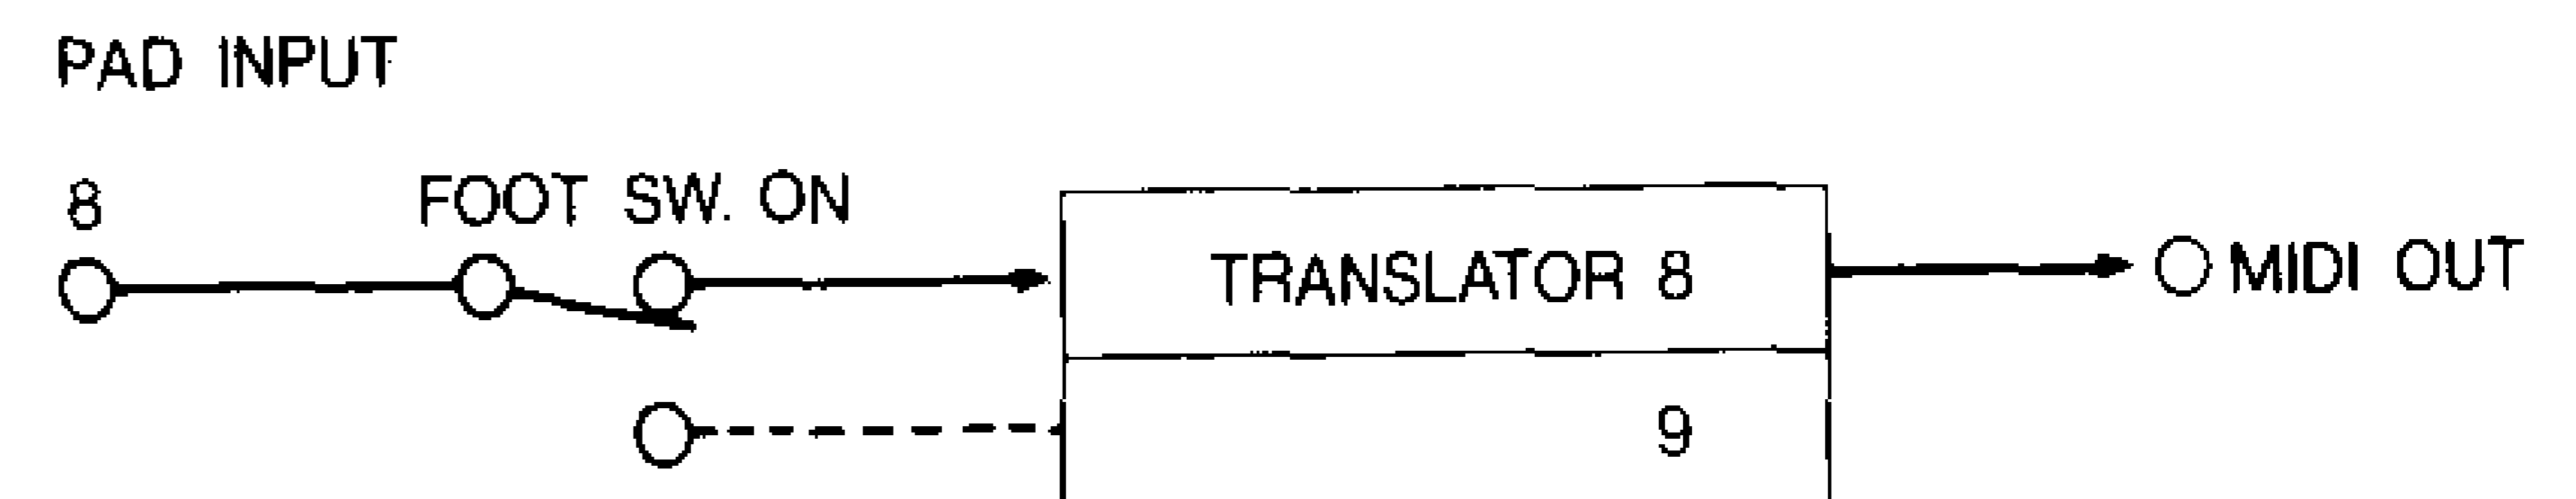 PAD INPUT
8
FOOT SW. ON
TRANSLATOR 8
MIDI OUT
9